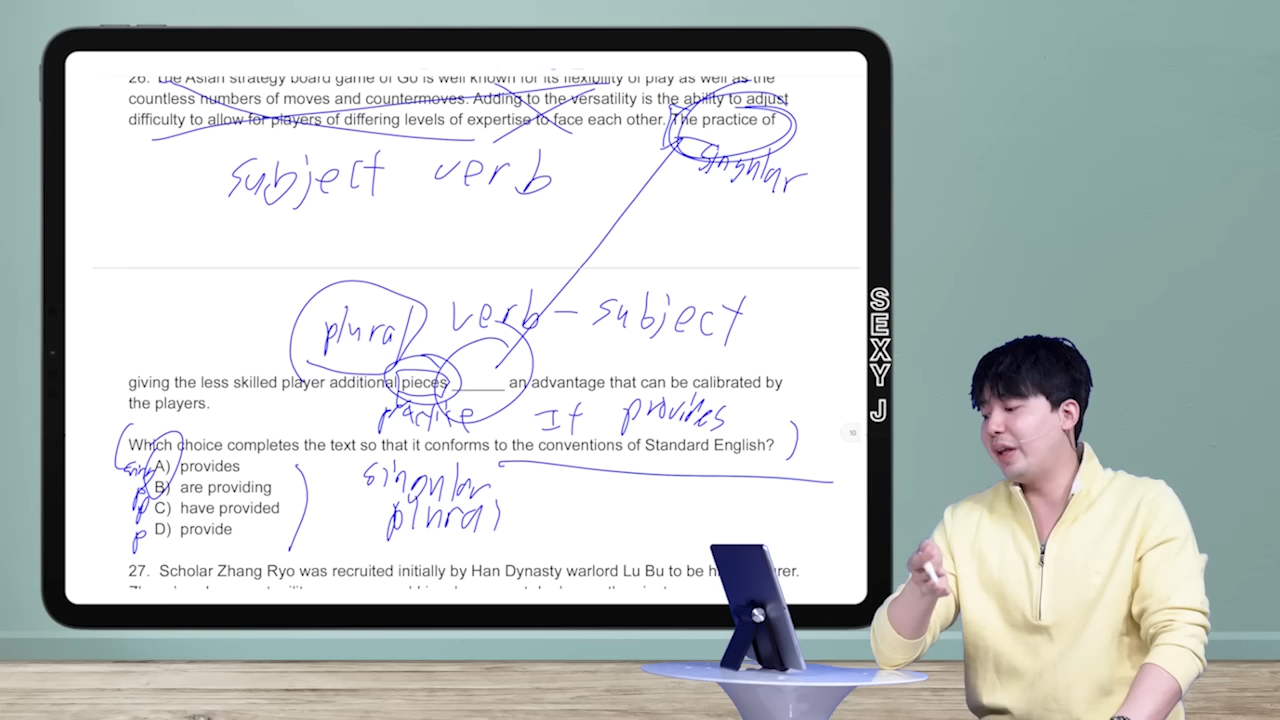 26. The Asian strategy board game of Go is well known for its flexibility of play as well as the
countless numbers of moves and countermoves. Adding to the versatility is the ability to adjust
difficulty to allow for players of differing levels of expertise to face each other. The practice of
singular
subject verb
plural verb - subject
giving the less skilled player additional pieces ______ an advantage that can be calibrated by
the players.
practice It provides
Which choice completes the text so that it conforms to the conventions of Standard English?
A) provides
B) are providing
C) have provided
D) provide
sing
p
p
p
singular
plural
27. Scholar Zhang Ryo was recruited initially by Han Dynasty warlord Lu Bu to be
10
SEXY J